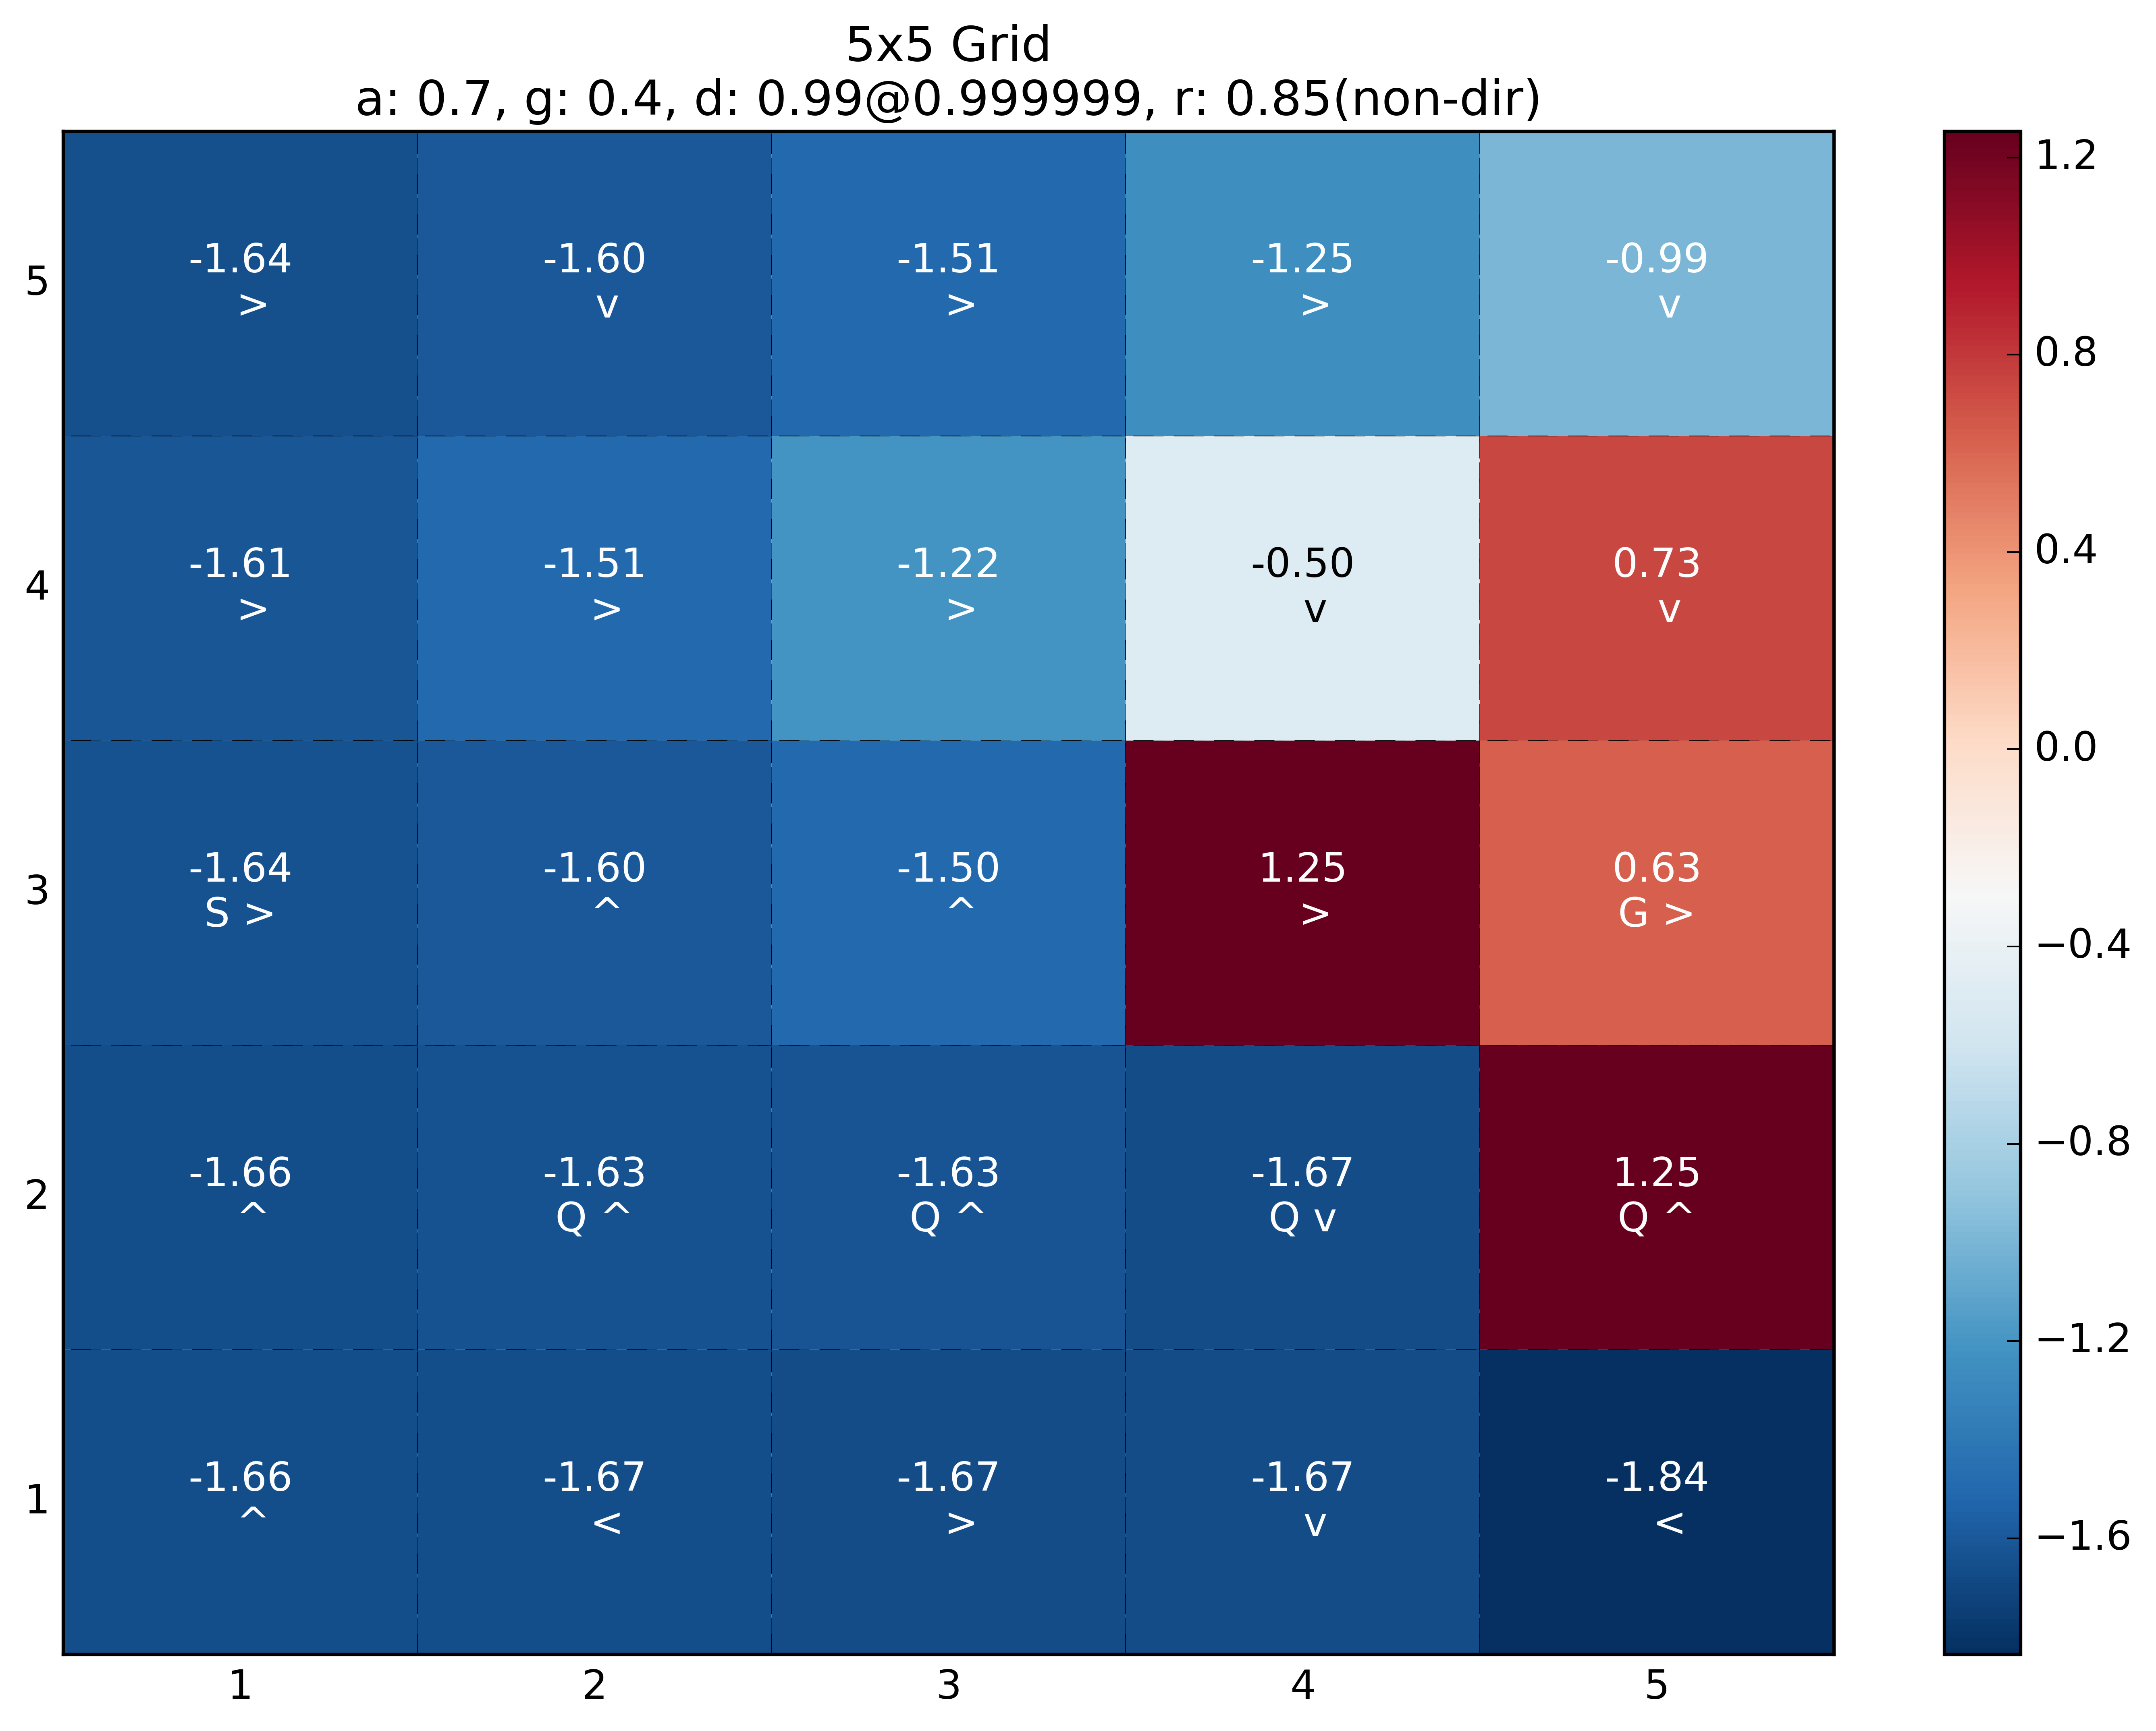 5x5 Grid
a: 0.7, g: 0.4, d: 0.99@0.999999, r: 0.85(non-dir)
5
-1.64 -1.60 -1.51 -1.25 -0.99
> v > > v
4
-1.61 -1.51 -1.22 -0.50 0.73
> > > v v
3
-1.64 -1.60 -1.50 1.25 0.63
S > ^ ^ > G >
2
-1.66 -1.63 -1.63 -1.67 1.25
^ Q ^ Q ^ Q v Q ^
1
-1.66 -1.67 -1.67 -1.67 -1.84
^ < > v <
1 2 3 4 5
1.2
0.8
0.4
0.0
−0.4
−0.8
−1.2
−1.6